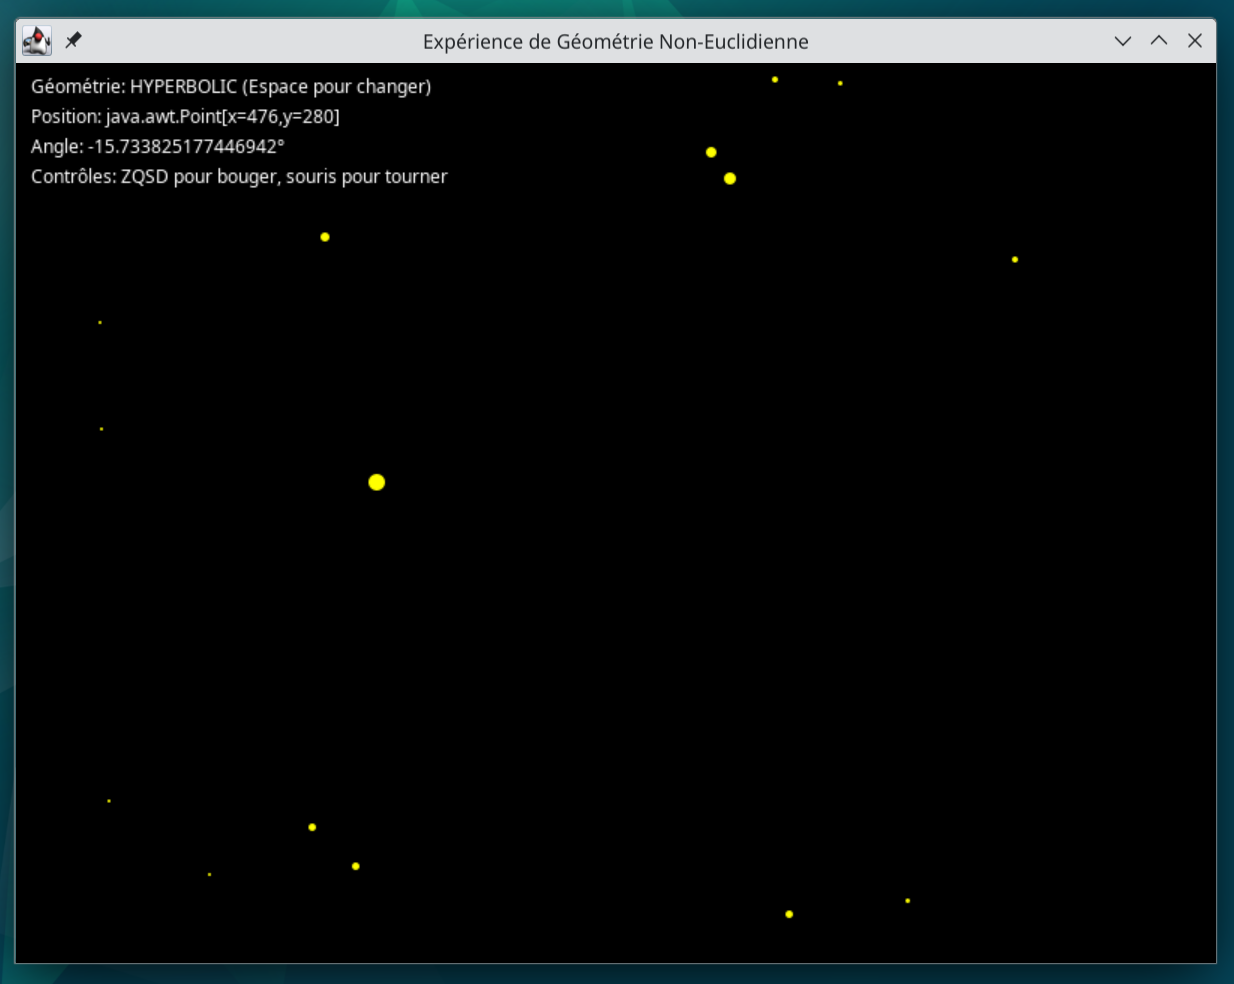 Expérience de Géométrie Non-Euclidienne
Géométrie: HYPERBOLIC (Espace pour changer)
Position: java.awt.Point[x=476,y=280]
Angle: -15.733825177446942°
Contrôles: ZQSD pour bouger, souris pour tourner